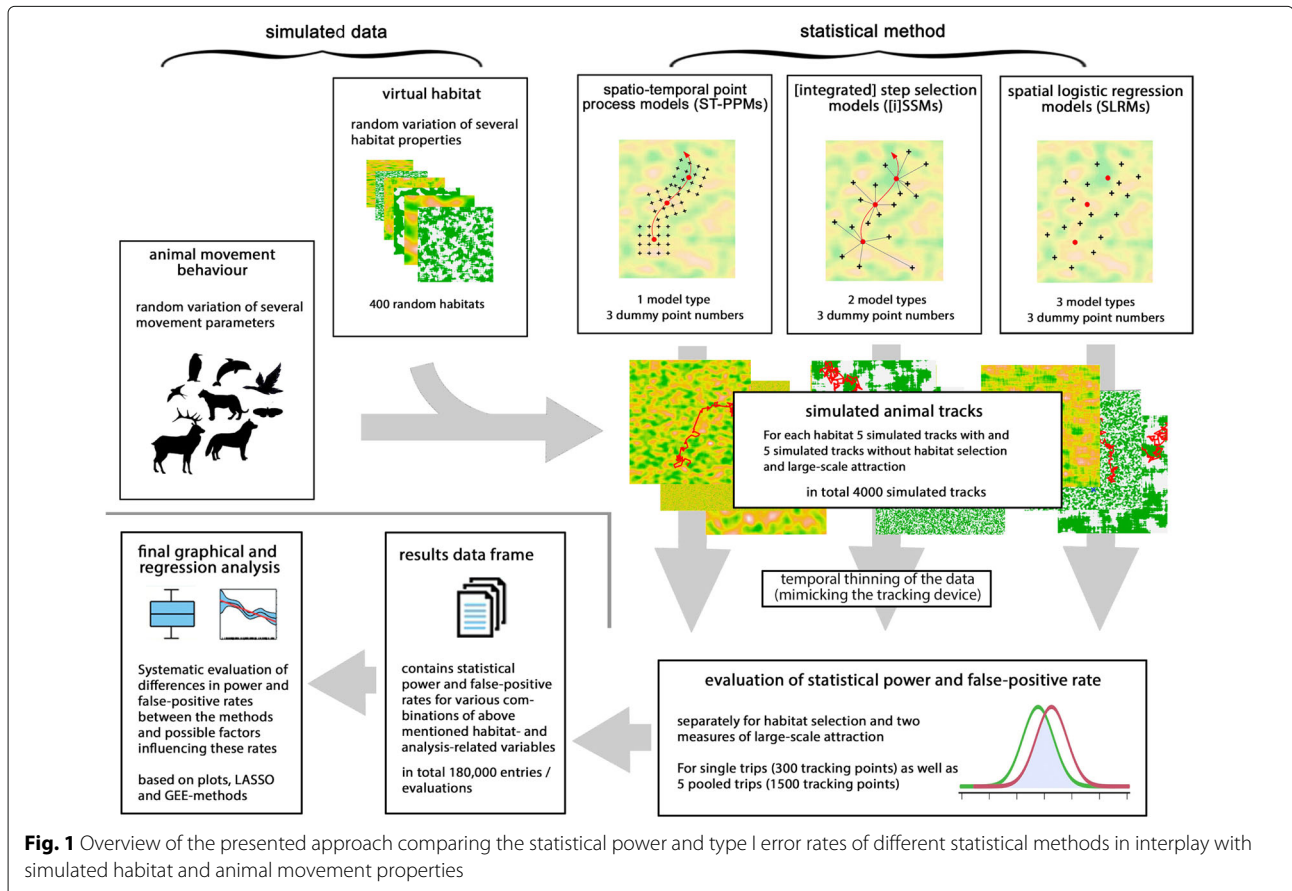 simulated data
statistical method
virtual habitat
random variation of several
habitat properties
400 random habitats
spatio-temporal point
process models (ST-PPMs)
1 model type
3 dummy point numbers
[integrated] step selection
models ([i]SSMs)
2 model types
3 dummy point numbers
spatial logistic regression
models (SLRMs)
3 model types
3 dummy point numbers
animal movement
behaviour
random variation of several
movement parameters
simulated animal tracks
For each habitat 5 simulated tracks with and
5 simulated tracks without habitat selection
and large-scale attraction
in total 4000 simulated tracks
temporal thinning of the data
(mimicking the tracking device)
final graphical and
regression analysis
Systematic evaluation of
differences in power and
false-positive rates
between the methods
and possible factors
influencing these rates
based on plots, LASSO
and GEE-methods
results data frame
contains statistical
power and false-positive
rates for various com-
binations of above
mentioned habitat- and
analysis-related variables
in total 180,000 entries /
evaluations
evaluation of statistical power and false-positive rate
separately for habitat selection and two
measures of large-scale attraction
For single trips (300 tracking points) as well as
5 pooled trips (1500 tracking points)
Fig. 1 Overview of the presented approach comparing the statistical power and type I error rates of different statistical methods in interplay with
simulated habitat and animal movement properties